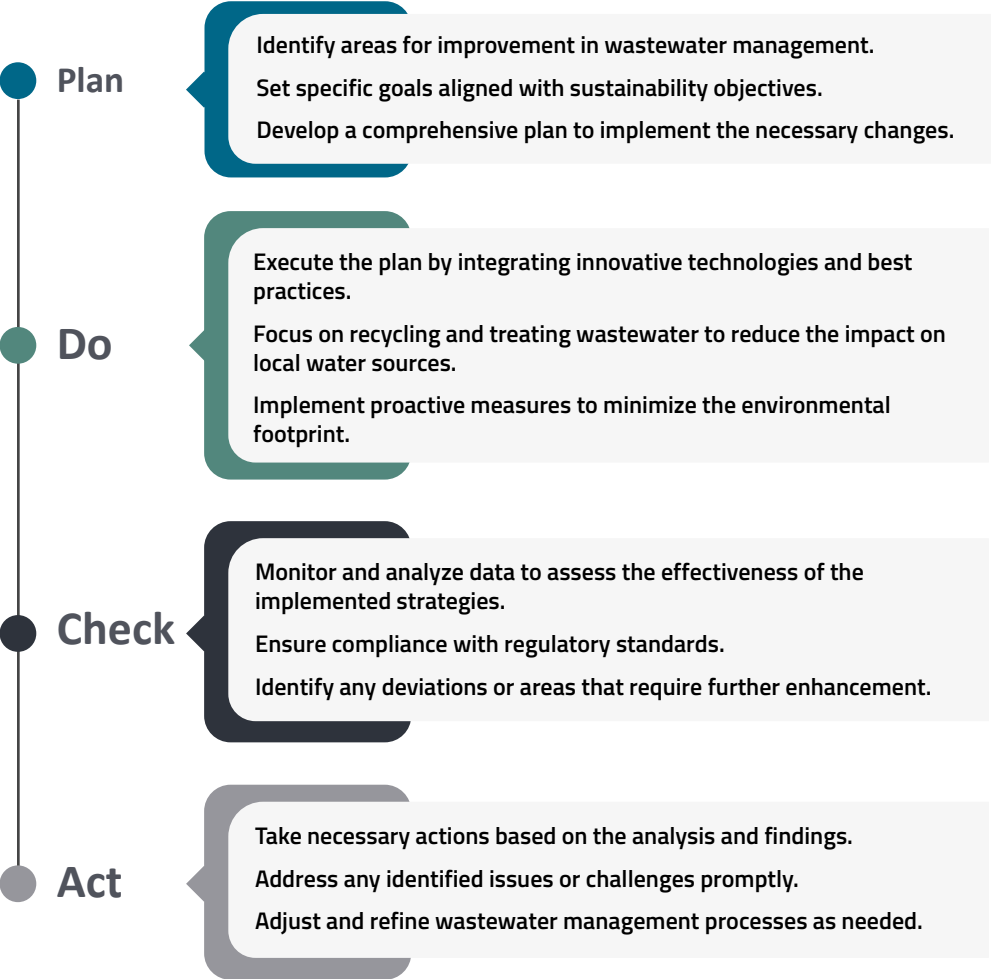 Plan
Identify areas for improvement in wastewater management.
Set specific goals aligned with sustainability objectives.
Develop a comprehensive plan to implement the necessary changes.
Do
Execute the plan by integrating innovative technologies and best
practices.
Focus on recycling and treating wastewater to reduce the impact on
local water sources.
Implement proactive measures to minimize the environmental
footprint.
Check
Monitor and analyze data to assess the effectiveness of the
implemented strategies.
Ensure compliance with regulatory standards.
Identify any deviations or areas that require further enhancement.
Act
Take necessary actions based on the analysis and findings.
Address any identified issues or challenges promptly.
Adjust and refine wastewater management processes as needed.